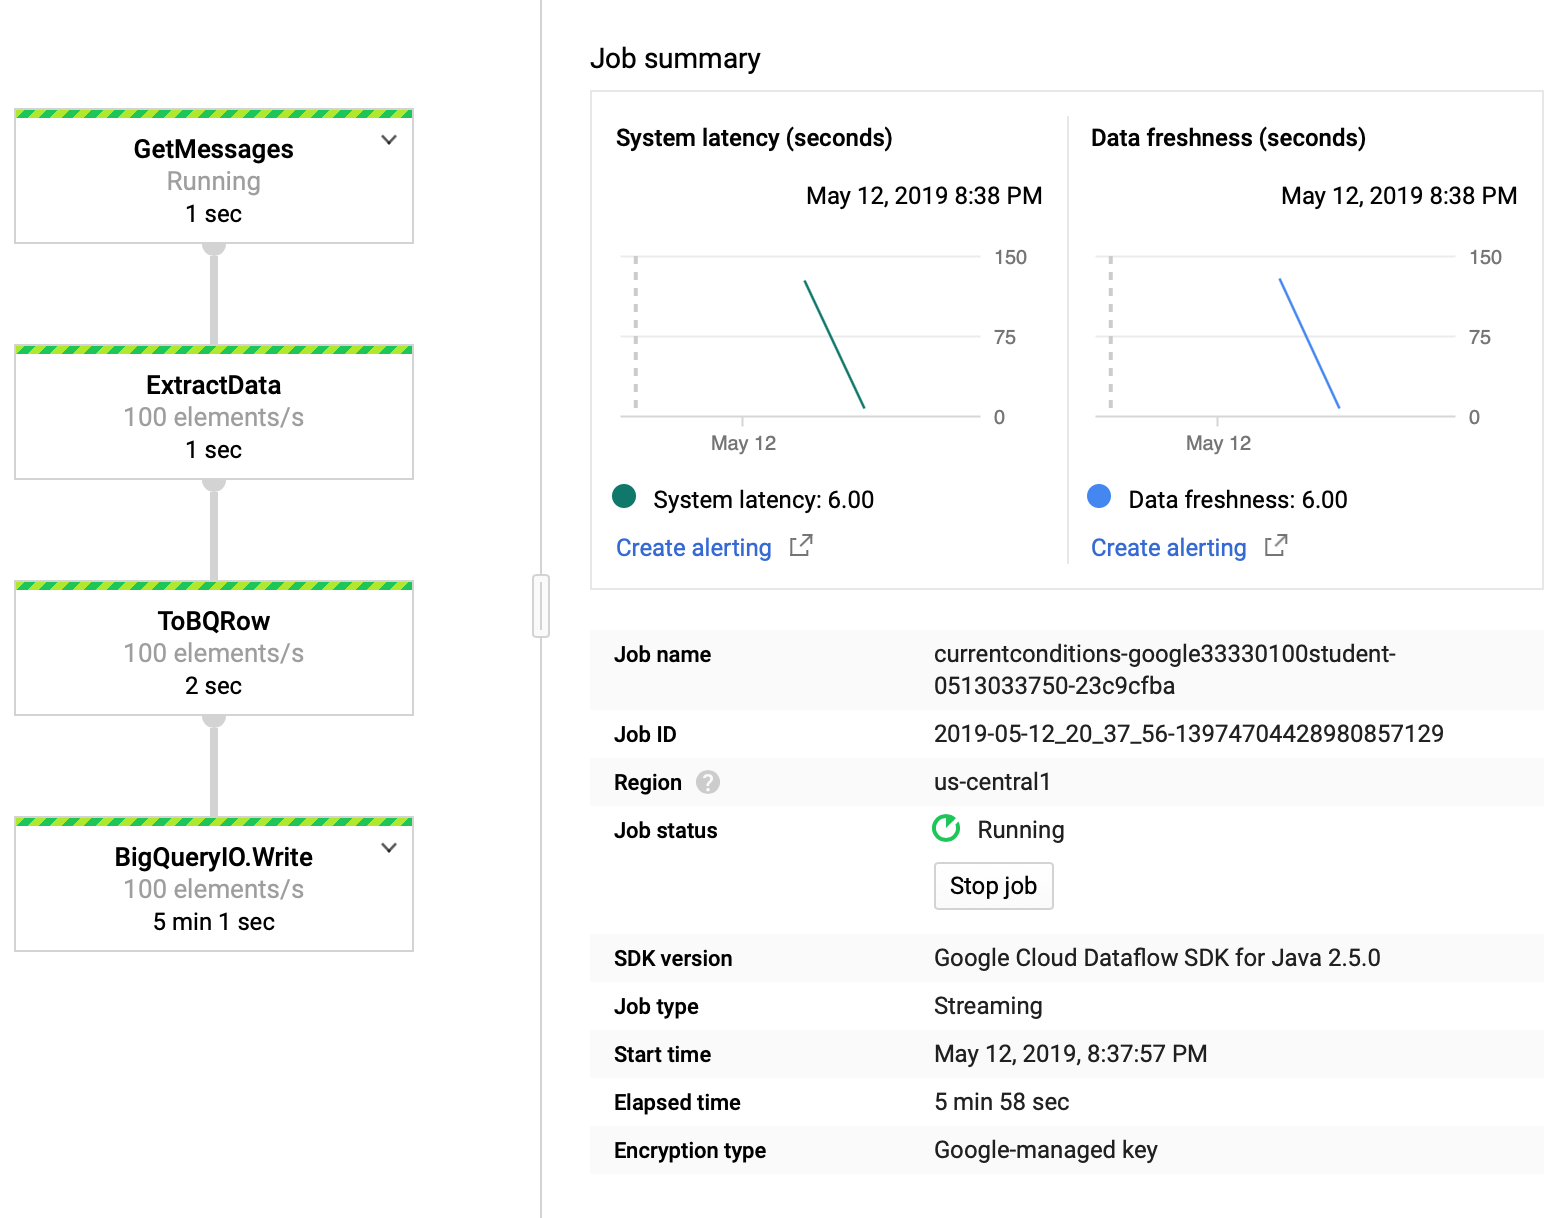 GetMessages
Running
1 sec
ExtractData
100 elements/s
1 sec
ToBQRow
100 elements/s
2 sec
BigQueryIO.Write
100 elements/s
5 min 1 sec
Job summary
System latency (seconds)
May 12, 2019 8:38 PM
150
75
0
May 12
System latency: 6.00
Create alerting
Data freshness (seconds)
May 12, 2019 8:38 PM
150
75
0
May 12
Data freshness: 6.00
Create alerting
Job name currentconditions-google33330100student-
0513033750-23c9cfba
Job ID 2019-05-12_20_37_56-13974704428980857129
Region ? us-central1
Job status Running
Stop job
SDK version Google Cloud Dataflow SDK for Java 2.5.0
Job type Streaming
Start time May 12, 2019, 8:37:57 PM
Elapsed time 5 min 58 sec
Encryption type Google-managed key